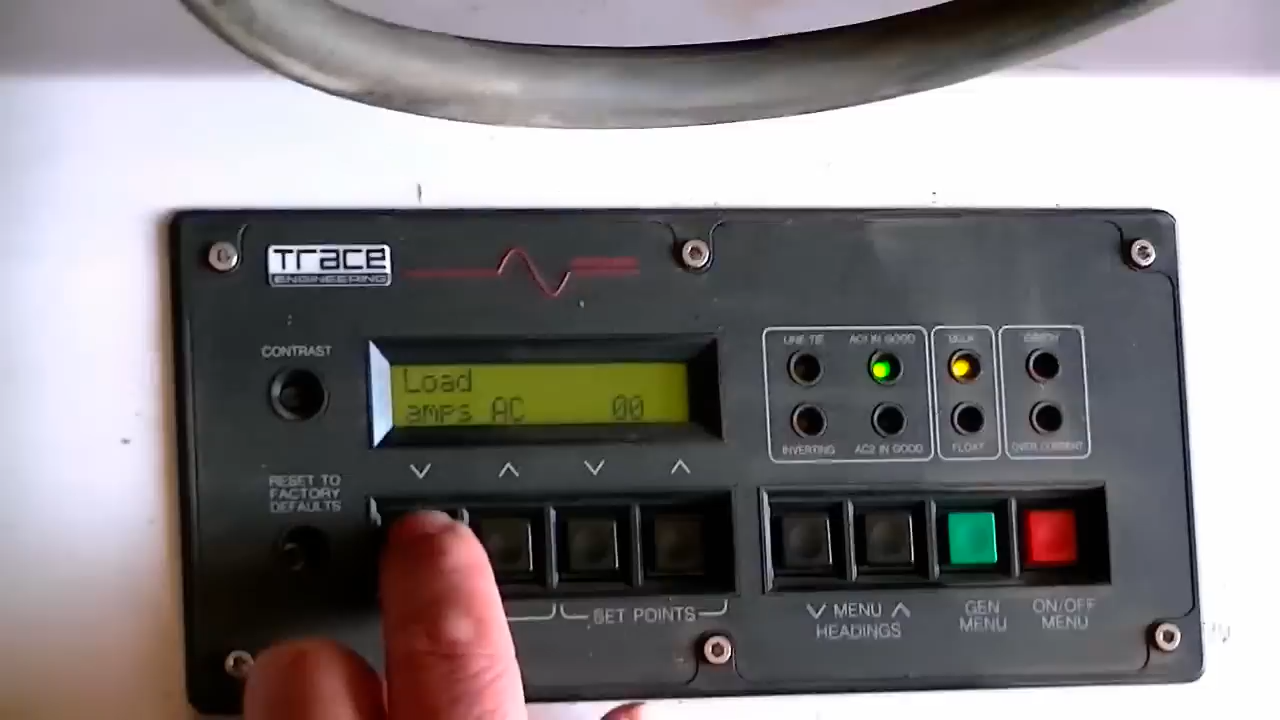 Trace
ENGINEERING
CONTRAST
LINE TIE
AC1 IN GOOD
BULK
ERROR
Load
amps AC 00
INVERTING
AC2 IN GOOD
FLOAT
OVER CURRENT
RESET TO
FACTORY
DEFAULTS
SET POINTS
MENU
HEADINGS
GEN
MENU
ON/OFF
MENU